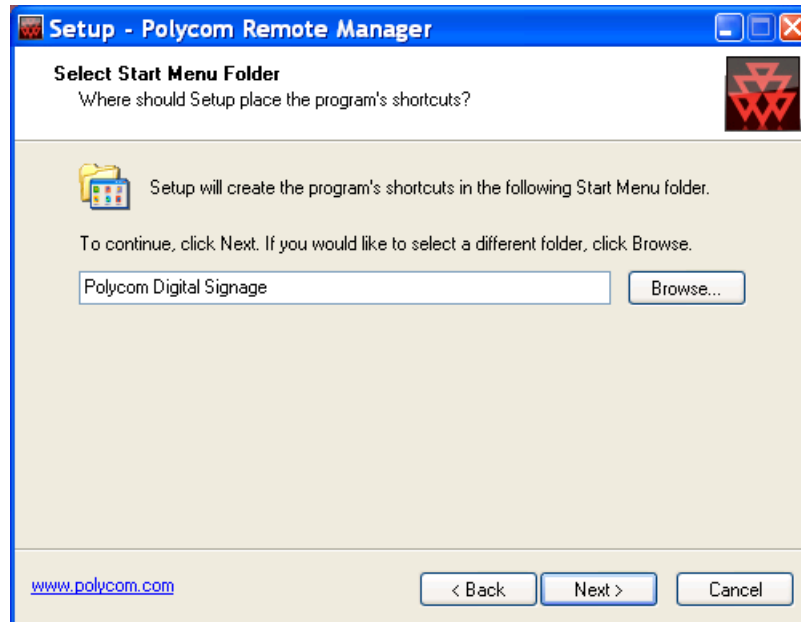 Setup - Polycom Remote Manager
Select Start Menu Folder
Where should Setup place the program's shortcuts?
Setup will create the program's shortcuts in the following Start Menu folder.
To continue, click Next. If you would like to select a different folder, click Browse.
Polycom Digital Signage
Browse...
www.polycom.com
< Back
Next >
Cancel